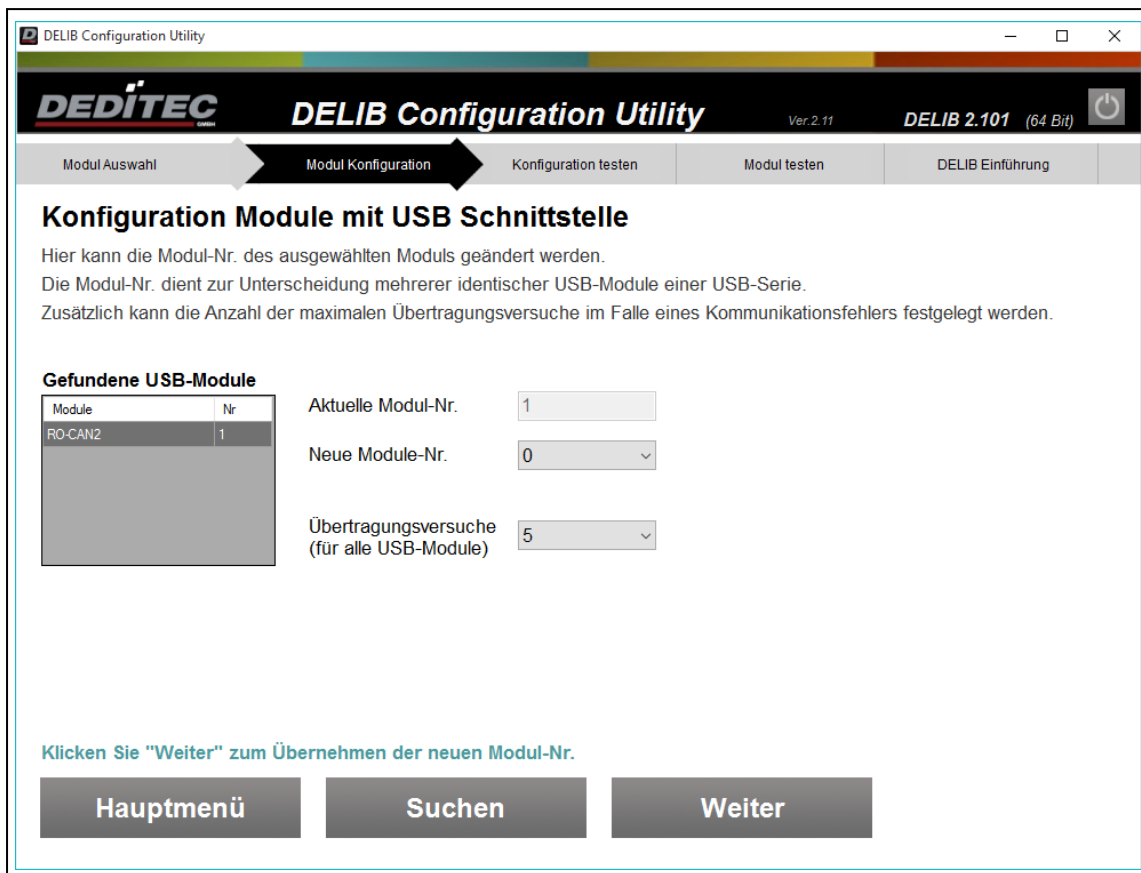 DELIB Configuration Utility
DEDITEC
GMBH
DELIB Configuration Utility
Ver.2.11
DELIB 2.101 (64 Bit)
Modul Auswahl
Modul Konfiguration
Konfiguration testen
Modul testen
DELIB Einführung
Konfiguration Module mit USB Schnittstelle
Hier kann die Modul-Nr. des ausgewählten Moduls geändert werden.
Die Modul-Nr. dient zur Unterscheidung mehrerer identischer USB-Module einer USB-Serie.
Zusätzlich kann die Anzahl der maximalen Übertragungsversuche im Falle eines Kommunikationsfehlers festgelegt werden.
Gefundene USB-Module
Module Nr
RO-CAN2 1
Aktuelle Modul-Nr. 1
Neue Module-Nr. 0
Übertragungsversuche
(für alle USB-Module) 5
Klicken Sie "Weiter" zum Übernehmen der neuen Modul-Nr.
Hauptmenü
Suchen
Weiter